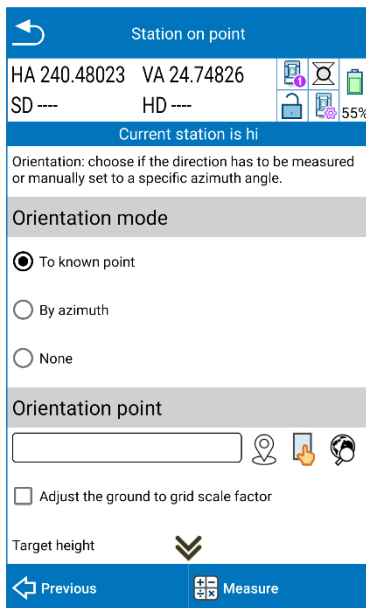 Station on point
HA 240.48023 VA 24.74826
SD ---- HD ----
1
55%
Current station is hi
Orientation: choose if the direction has to be measured
or manually set to a specific azimuth angle.
Orientation mode
To known point
By azimuth
None
Orientation point
Adjust the ground to grid scale factor
Target height
Previous
Measure